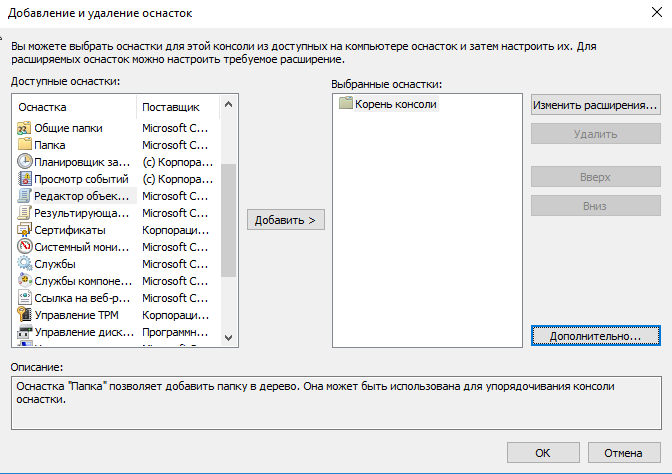 Добавление и удаление оснасток
Вы можете выбрать оснастки для этой консоли из доступных на компьютере оснасток и затем настроить их. Для
расширяемых оснасток можно настроить требуемое расширение.
Доступные оснастки:
Оснастка Поставщик
Общие папки Microsoft C...
Папка Microsoft C...
Планировщик за... (c) Корпора...
Просмотр событий (c) Корпора...
Редактор объек... Microsoft C...
Результирующа... Microsoft C...
Сертификаты Корпораци...
Системный мони... Microsoft C...
Службы Microsoft C...
Службы компоне... Microsoft C...
Ссылка на веб-р... Microsoft C...
Управление TPM Корпораци...
Управление диск... Программн...
Добавить >
Выбранные оснастки:
Корень консоли
Изменить расширения...
Удалить
Вверх
Вниз
Дополнительно...
Описание:
Оснастка "Папка" позволяет добавить папку в дерево. Она может быть использована для упорядочивания консоли
оснастки.
ОК
Отмена